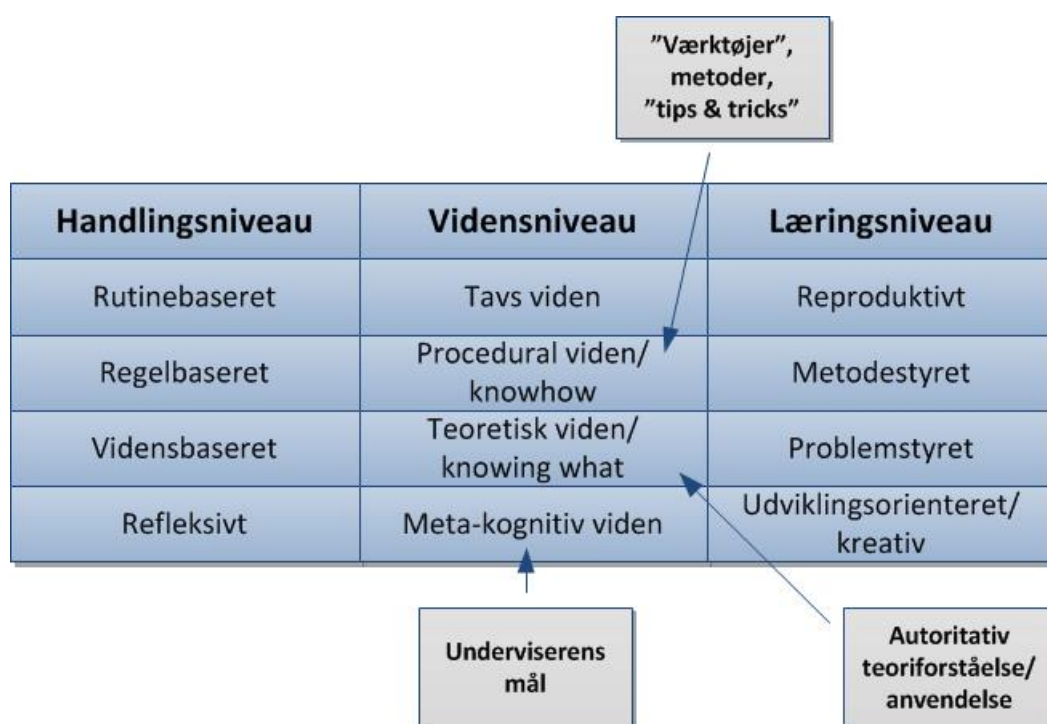 ”Værktøjer”,
metoder,
”tips & tricks”
Handlingsniveau Vidensniveau Læringsniveau
Rutinebaseret Tavs viden Reproduktivt
Regelbaseret Procedural viden/
knowhow Metodestyret
Vidensbaseret Teoretisk viden/
knowing what Problemstyret
Refleksivt Meta-kognitiv viden Udviklingsorienteret/
kreativ
Underviserens
mål
Autoritativ
teoriforståelse/
anvendelse